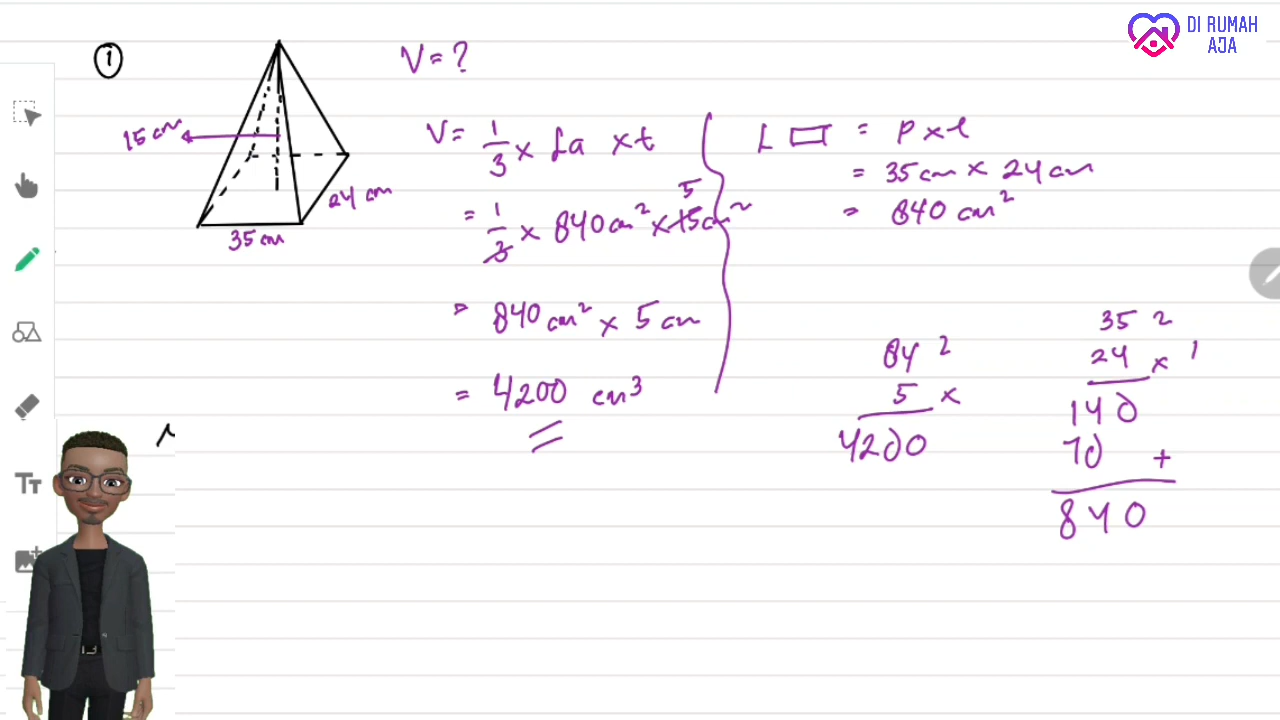 DI RUMAH
AJA
1
V = ?
15 cm
24 cm
35 cm
V = 1/3 × La × t
= 1/3 × 840 cm² × 15 cm²
5
= 840 cm² × 5 cm
= 4200 cm³
L ▭ = p × l
= 35 cm × 24 cm
= 840 cm²
84 2
5 ×
4200
35 2
24 × 1
140
70 +
840
Tт